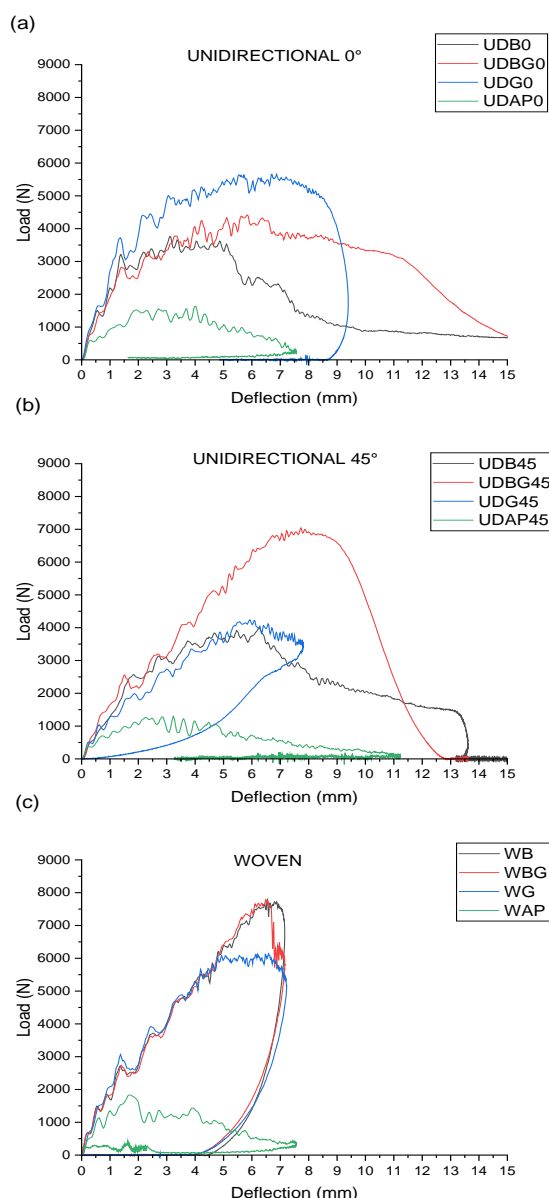 (a)
UNIDIRECTIONAL 0°
UDB0
UDBG0
UDG0
UDAP0
9000
8000
7000
6000
5000
4000
3000
2000
1000
0
Load (N)
0 1 2 3 4 5 6 7 8 9 10 11 12 13 14 15
Deflection (mm)
(b)
UNIDIRECTIONAL 45°
UDB45
UDBG45
UDG45
UDAP45
9000
8000
7000
6000
5000
4000
3000
2000
1000
0
Load (N)
0 1 2 3 4 5 6 7 8 9 10 11 12 13 14 15
Deflection (mm)
(c)
WOVEN
WB
WBG
WG
WAP
9000
8000
7000
6000
5000
4000
3000
2000
1000
0
Load (N)
0 1 2 3 4 5 6 7 8 9 10 11 12 13 14 15
Deflection (mm)